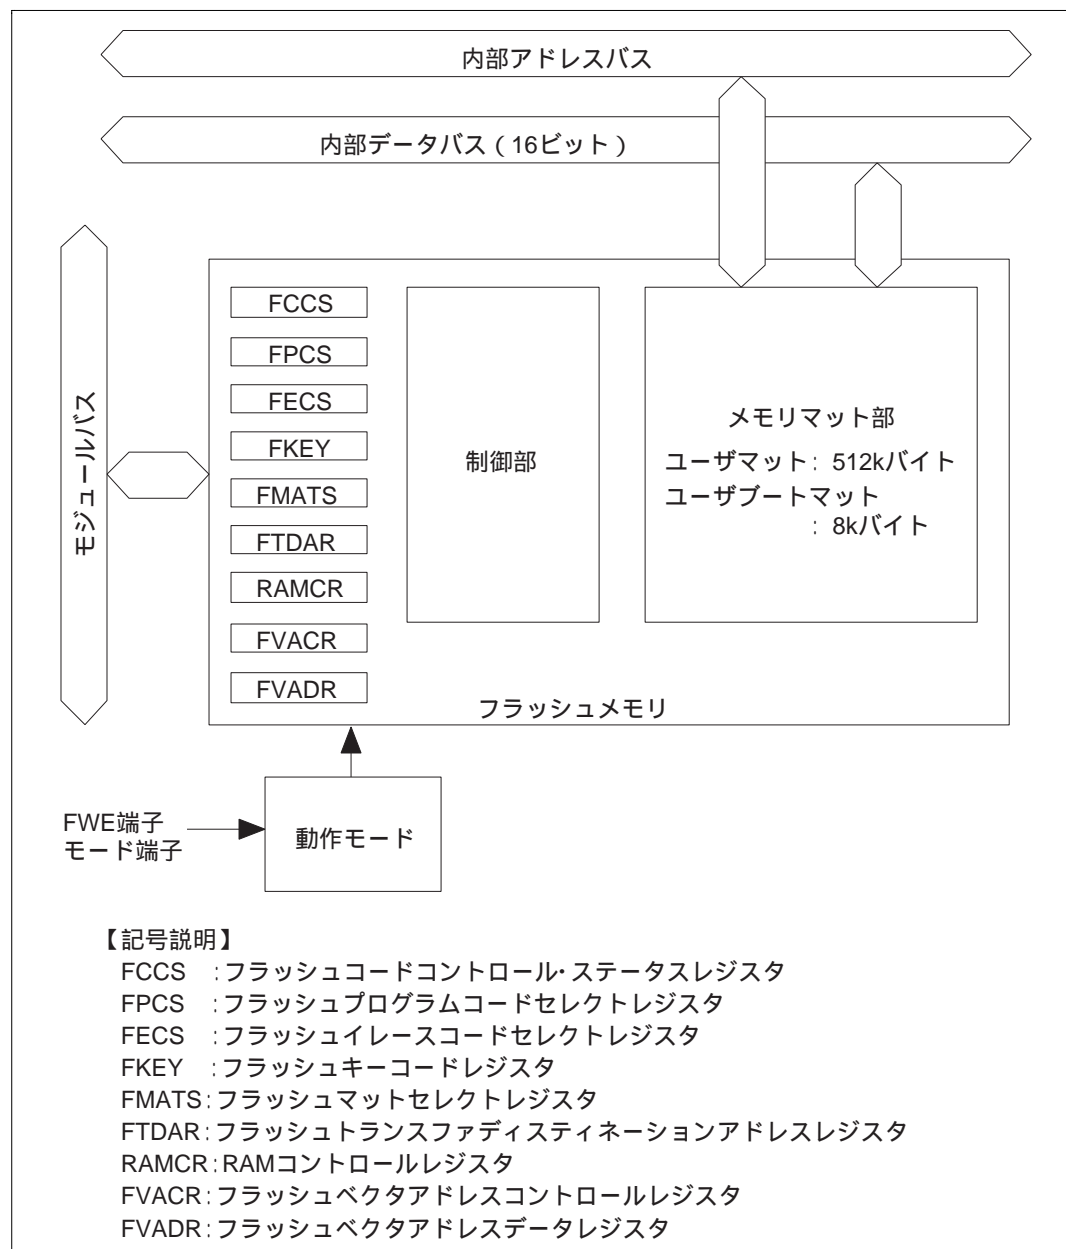 内部アドレスバス
内部データバス（16ビット）
モジュールバス
FCCS
FPCS
FECS
FKEY
FMATS
FTDAR
RAMCR
FVACR
FVADR
制御部
メモリマット部
ユーザマット: 512kバイト
ユーザブートマット
: 8kバイト
フラッシュメモリ
FWE端子
モード端子
動作モード
【記号説明】
FCCS :フラッシュコードコントロール・ステータスレジスタ
FPCS :フラッシュプログラムコードセレクトレジスタ
FECS :フラッシュイレースコードセレクトレジスタ
FKEY :フラッシュキーコードレジスタ
FMATS:フラッシュマットセレクトレジスタ
FTDAR:フラッシュトランスファディスティネーションアドレスレジスタ
RAMCR:RAMコントロールレジスタ
FVACR:フラッシュベクタアドレスコントロールレジスタ
FVADR:フラッシュベクタアドレスデータレジスタ